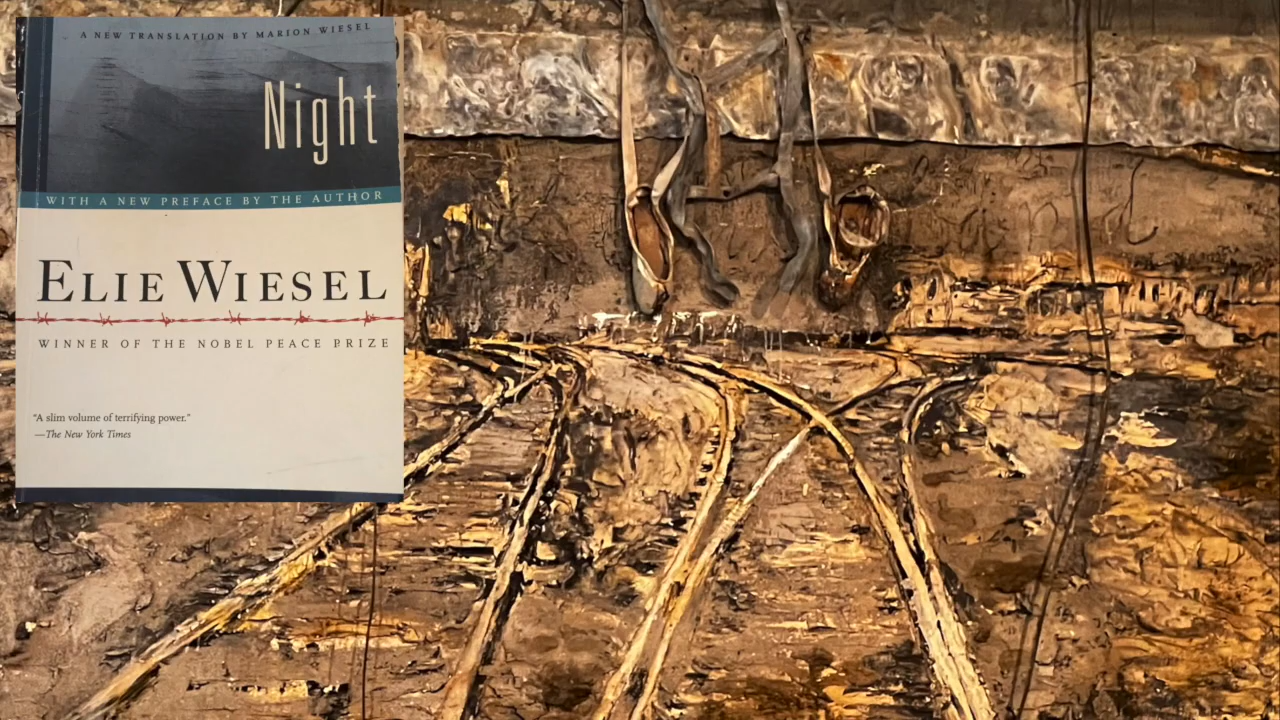 A NEW TRANSLATION BY MARION WIESEL
Night
WITH A NEW PREFACE BY THE AUTHOR
ELIE WIESEL
WINNER OF THE NOBEL PEACE PRIZE
"A slim volume of terrifying power."
—The New York Times